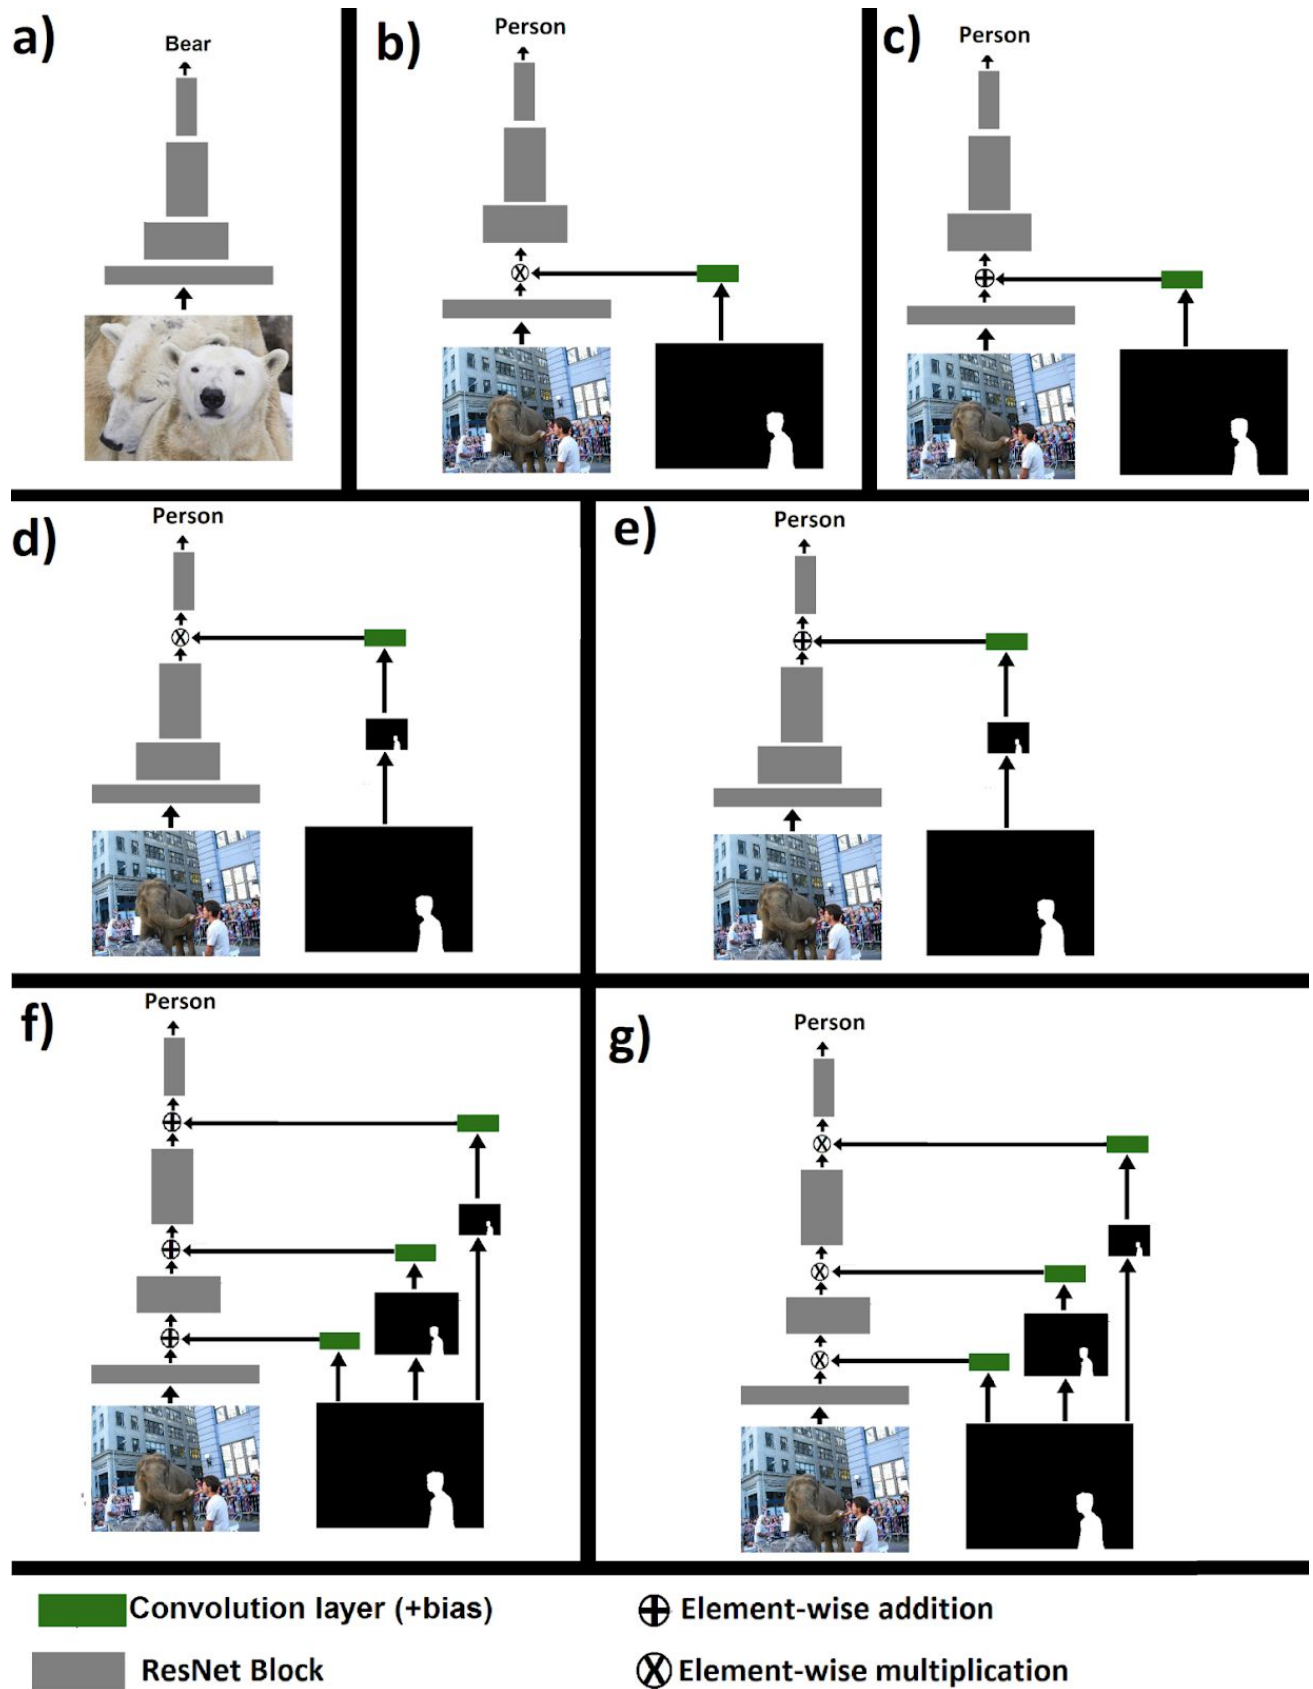 a)
Bear
b)
Person
c)
Person
d)
Person
e)
Person
f)
Person
g)
Person
Convolution layer (+bias)
Element-wise addition
ResNet Block
Element-wise multiplication